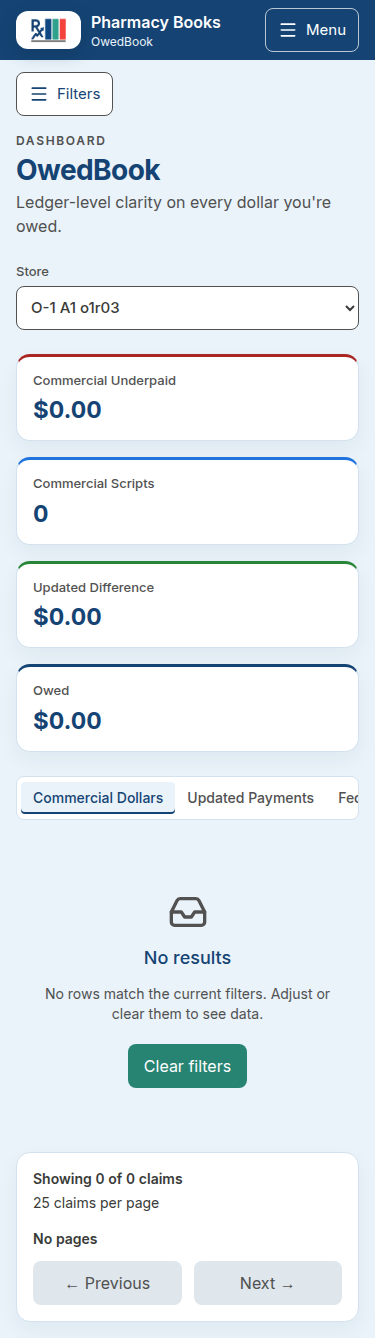 Rx
Pharmacy Books
OwedBook
Menu
Filters
DASHBOARD
OwedBook
Ledger-level clarity on every dollar you're
owed.
Store
O-1 A1 o1r03
Commercial Underpaid
$0.00
Commercial Scripts
0
Updated Difference
$0.00
Owed
$0.00
Commercial Dollars
Updated Payments
Fed
No results
No rows match the current filters. Adjust or
clear them to see data.
Clear filters
Showing 0 of 0 claims
25 claims per page
No pages
← Previous
Next →